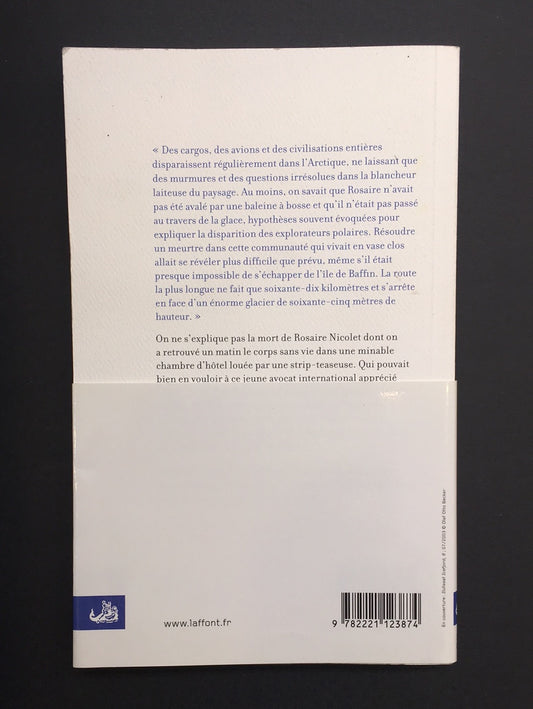 « Des cargos, des avions et des civilisations entières
disparaissent régulièrement dans l'Arctique, ne laissant que
des murmures et des questions irrésolues dans la blancheur
laiteuse du paysage. Au moins, on savait que Rosaire n'avait
pas été avalé par une baleine à bosse et qu'il n'était pas passé
au travers de la glace, hypothèses souvent évoquées pour
expliquer la disparition des explorateurs polaires. Résoudre
un meurtre dans cette communauté qui vivait en vase clos
allait se révéler plus difficile que prévu, même s'il était
presque impossible de s'échapper de l'île de Baffin. La route
la plus longue ne fait que soixante-dix kilomètres et s'arrête
en face d'un énorme glacier de soixante-cinq mètres de
hauteur. »
On ne s'explique pas la mort de Rosaire Nicolet dont on
a retrouvé un matin le corps sans vie dans une minable
chambre d'hôtel louée par une strip-teaseuse. Qui pouvait
bien en vouloir à ce jeune avocat international apprécié
En couverture : 07/2003 © Olaf Otto Becker
www.laffont.fr
9 782221 123874